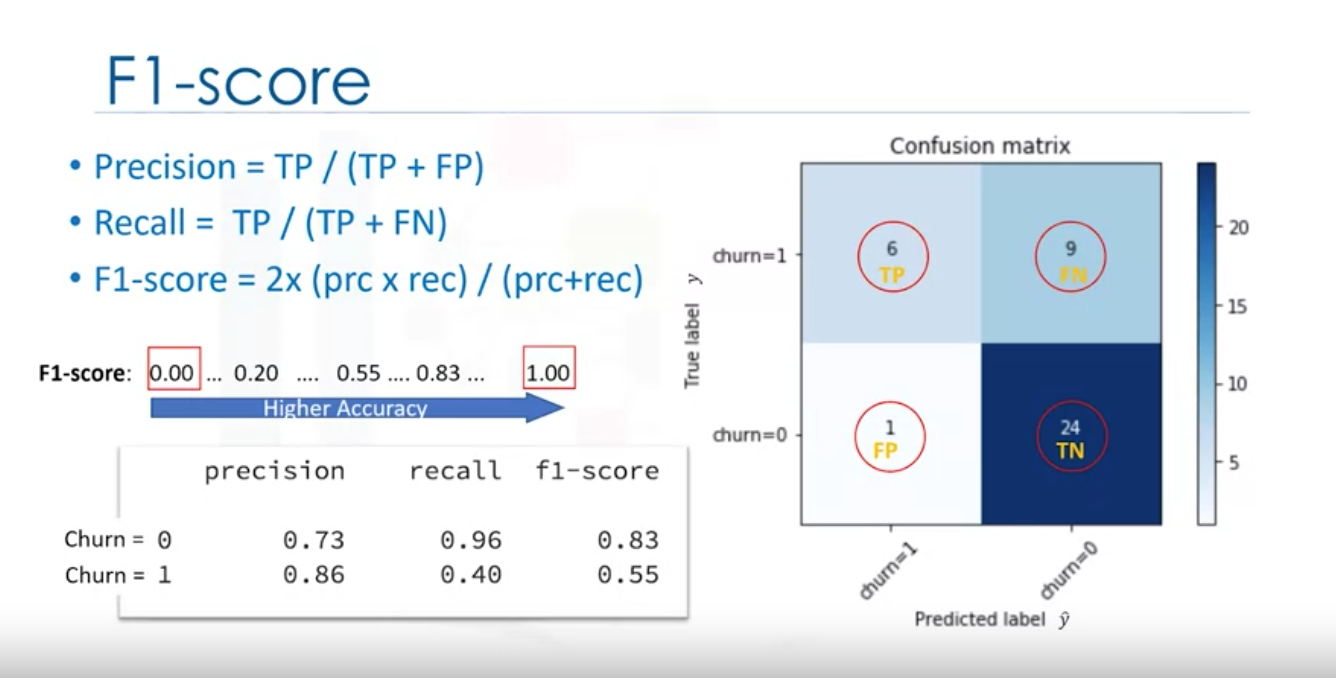 F1-score
• Precision = TP / (TP + FP)
• Recall = TP / (TP + FN)
• F1-score = 2x (prc x rec) / (prc+rec)
F1-score: 0.00 ... 0.20 .... 0.55 .... 0.83 ... 1.00
Higher Accuracy
precision recall f1-score
Churn = 0 0.73 0.96 0.83
Churn = 1 0.86 0.40 0.55
Confusion matrix
True label y
churn=1
6
TP
9
FN
churn=0
1
FP
24
TN
churn=1
churn=0
Predicted label ŷ
20
15
10
5